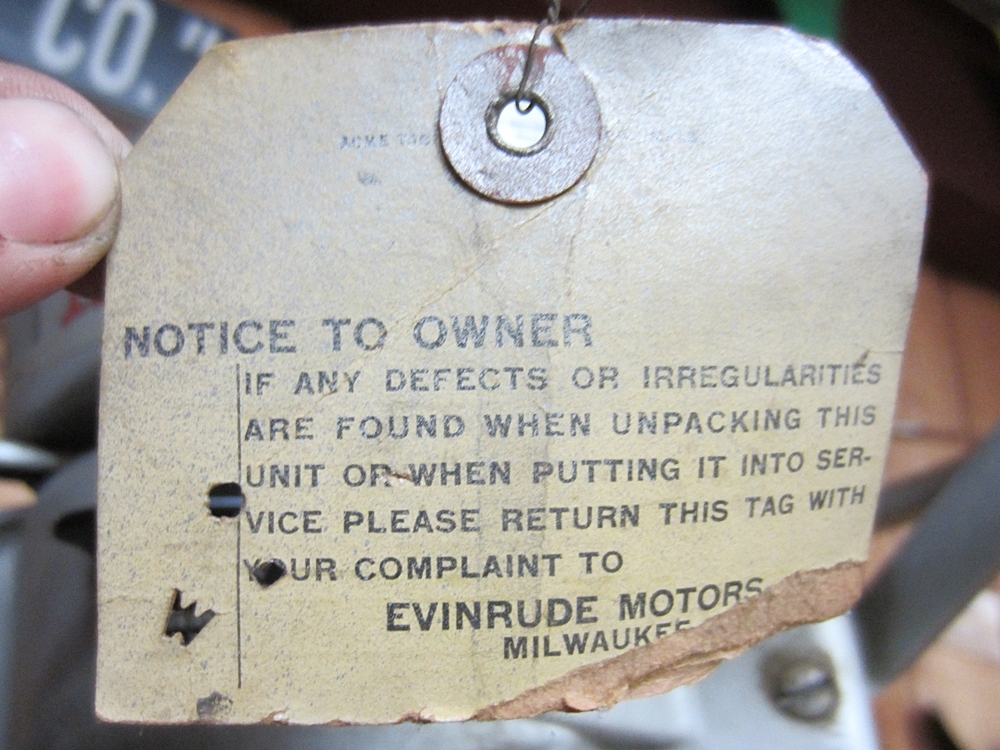 CO."
ACME
NOTICE TO OWNER
IF ANY DEFECTS OR IRREGULARITIES
ARE FOUND WHEN UNPACKING THIS
UNIT OR WHEN PUTTING IT INTO SER-
VICE PLEASE RETURN THIS TAG WITH
YOUR COMPLAINT TO
EVINRUDE MOTORS
MILWAUKEE